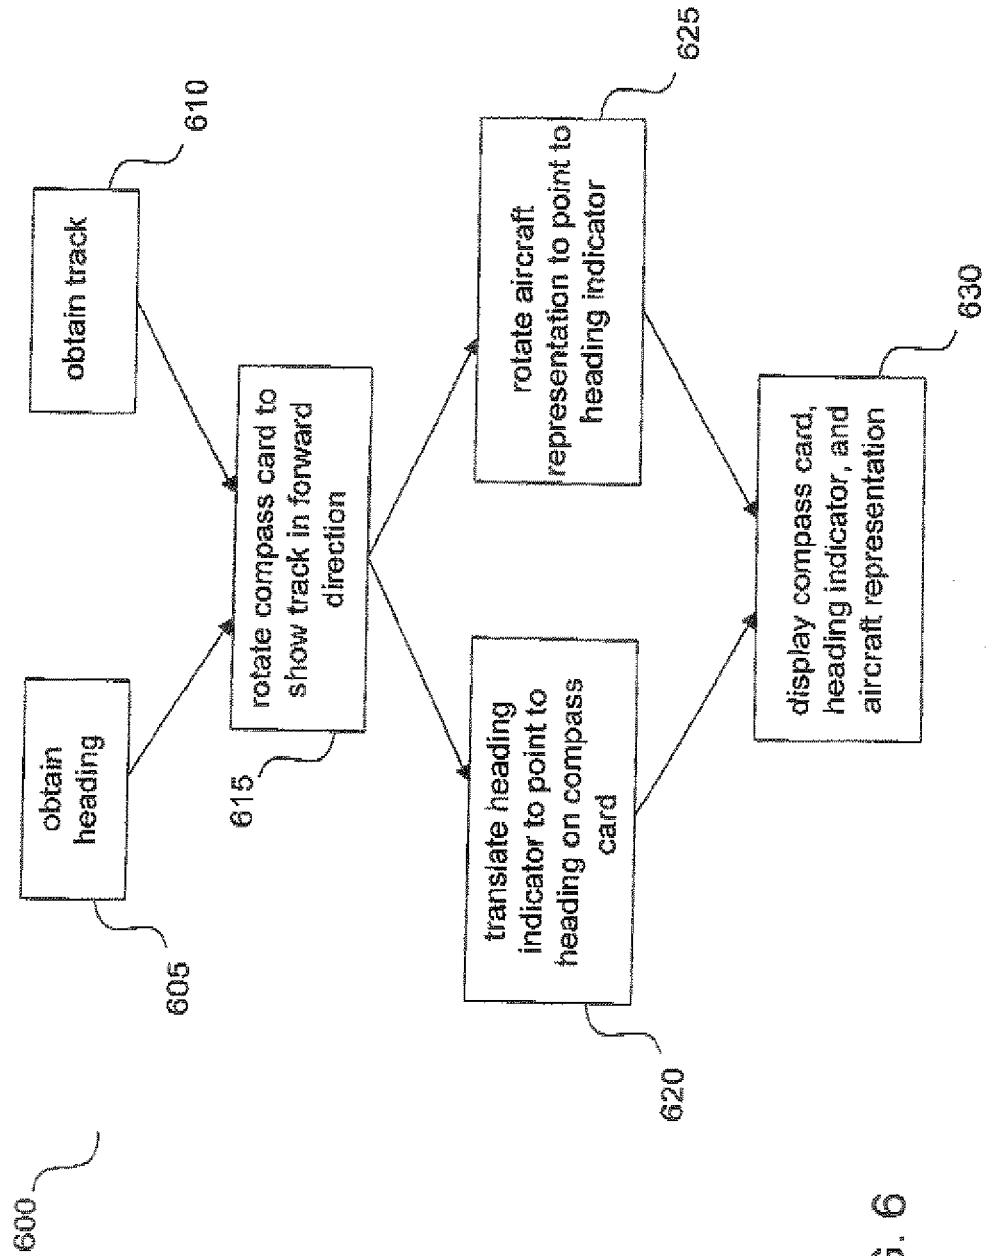 600
605
obtain
heading
610
obtain track
615
rotate compass card to
show track in forward
direction
620
translate heading
indicator to point to
heading on compass
card
625
rotate aircraft
representation to point to
heading indicator
630
display compass card,
heading indicator, and
aircraft representation
6